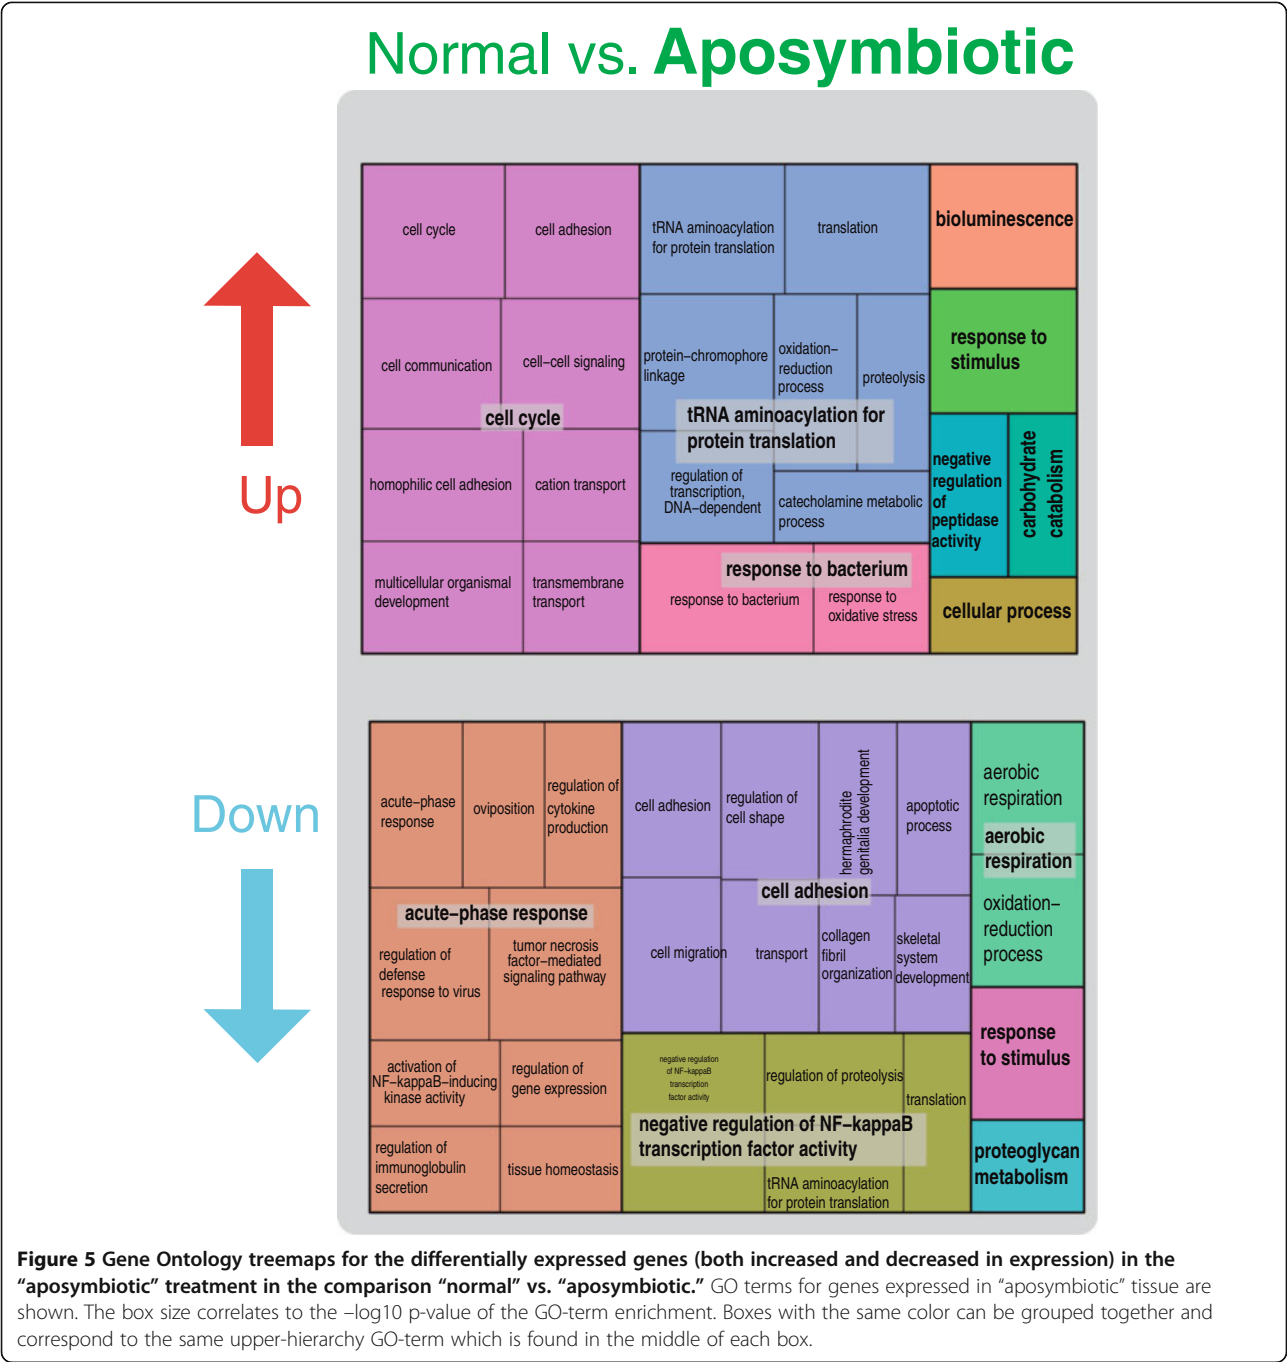 Normal vs. Aposymbiotic
Up
cell cycle
cell adhesion
cell communication
cell–cell signaling
cell cycle
homophilic cell adhesion
cation transport
multicellular organismal
development
transmembrane
transport
tRNA aminoacylation
for protein translation
translation
protein–chromophore
linkage
oxidation–
reduction
process
proteolysis
tRNA aminoacylation for
protein translation
regulation of
transcription,
DNA–dependent
catecholamine metabolic
process
response to bacterium
response to bacterium
response to
oxidative stress
bioluminescence
response to
stimulus
negative
regulation
of
peptidase
activity
carbohydrate
catabolism
cellular process
Down
acute–phase
response
oviposition
regulation of
cytokine
production
acute–phase response
regulation of
defense
response to virus
tumor necrosis
factor–mediated
signaling pathway
activation of
NF–kappaB–inducing
kinase activity
regulation of
gene expression
regulation of
immunoglobulin
secretion
tissue homeostasis
cell adhesion
regulation of
cell shape
hermaphrodite
genitalia development
apoptotic
process
cell adhesion
cell migration
transport
collagen
fibril
organization
skeletal
system
development
negative regulation
of NF–kappaB
transcription
factor activity
regulation of proteolysis
translation
negative regulation of NF–kappaB
transcription factor activity
tRNA aminoacylation
for protein translation
aerobic
respiration
aerobic
respiration
oxidation–
reduction
process
response
to stimulus
proteoglycan
metabolism
Figure 5 Gene Ontology treemaps for the differentially expressed genes (both increased and decreased in expression) in the
“aposymbiotic” treatment in the comparison “normal” vs. “aposymbiotic.” GO terms for genes expressed in “aposymbiotic” tissue are
shown. The box size correlates to the –log10 p-value of the GO-term enrichment. Boxes with the same color can be grouped together and
correspond to the same upper-hierarchy GO-term which is found in the middle of each box.